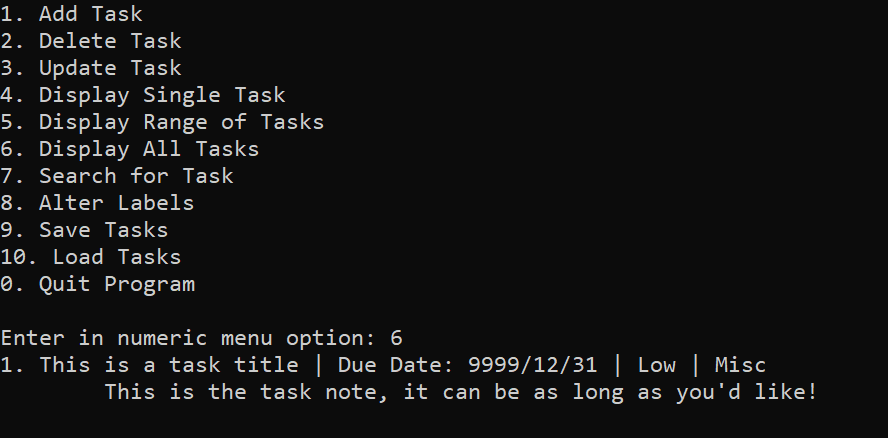 1. Add Task
2. Delete Task
3. Update Task
4. Display Single Task
5. Display Range of Tasks
6. Display All Tasks
7. Search for Task
8. Alter Labels
9. Save Tasks
10. Load Tasks
0. Quit Program
Enter in numeric menu option: 6
1. This is a task title | Due Date: 9999/12/31 | Low | Misc
This is the task note, it can be as long as you'd like!